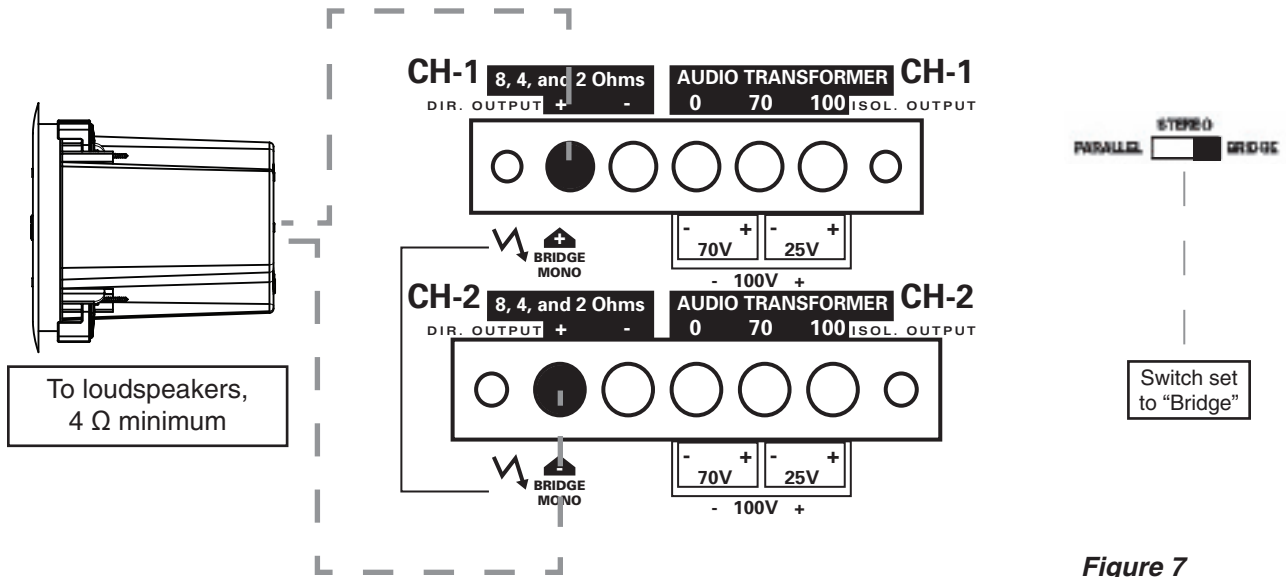 CH-1 8, 4, and 2 Ohms AUDIO TRANSFORMER CH-1
DIR. OUTPUT + - 0 70 100 ISOL. OUTPUT
STEREO
PARALLEL BRIDGE
+
BRIDGE
MONO
- + - +
70V 25V
- 100V +
CH-2 8, 4, and 2 Ohms AUDIO TRANSFORMER CH-2
DIR. OUTPUT + - 0 70 100 ISOL. OUTPUT
To loudspeakers,
4 Ω minimum
Switch set
to “Bridge”
-
BRIDGE
MONO
- + - +
70V 25V
- 100V +
Figure 7